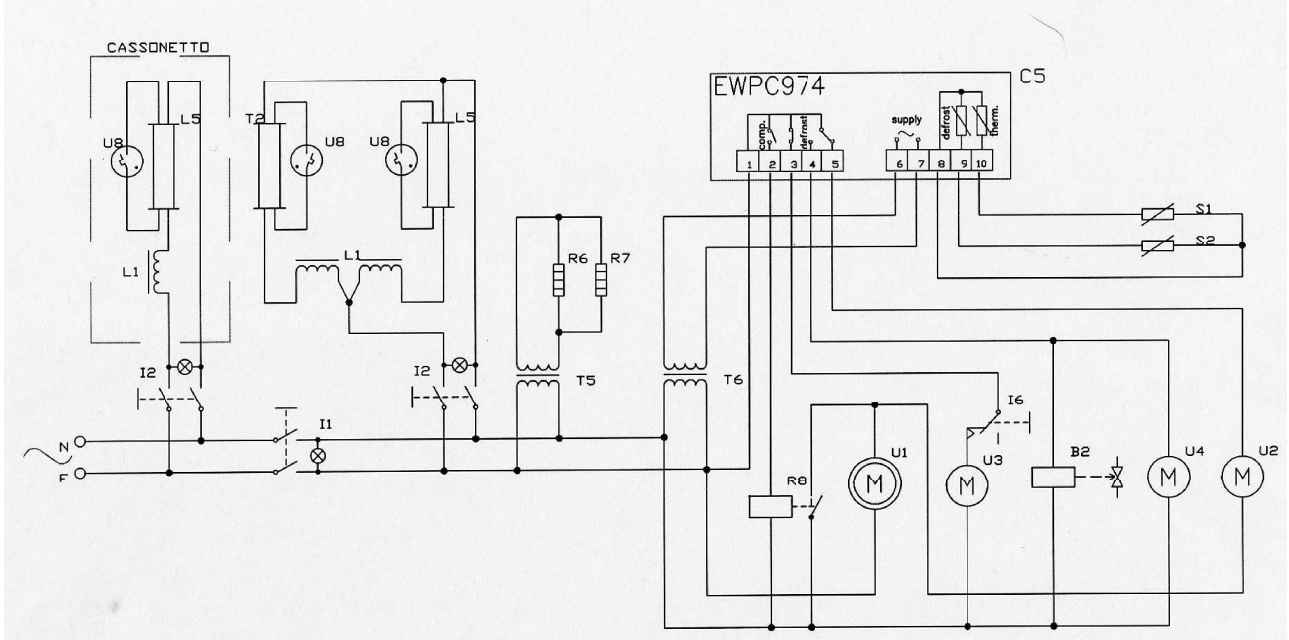 CASSONETTO
U8
L5
L1
I2
T2
U8
U8
L5
L1
I2
N
F
I1
R6
R7
T5
T6
EWPC974
C5
comp.
defrost
supply
~
defrost
therm.
1 2 3 4 5
6 7 8 9 10
S1
S2
R8
M
U1
I6
M
U3
B2
M
U4
M
U2